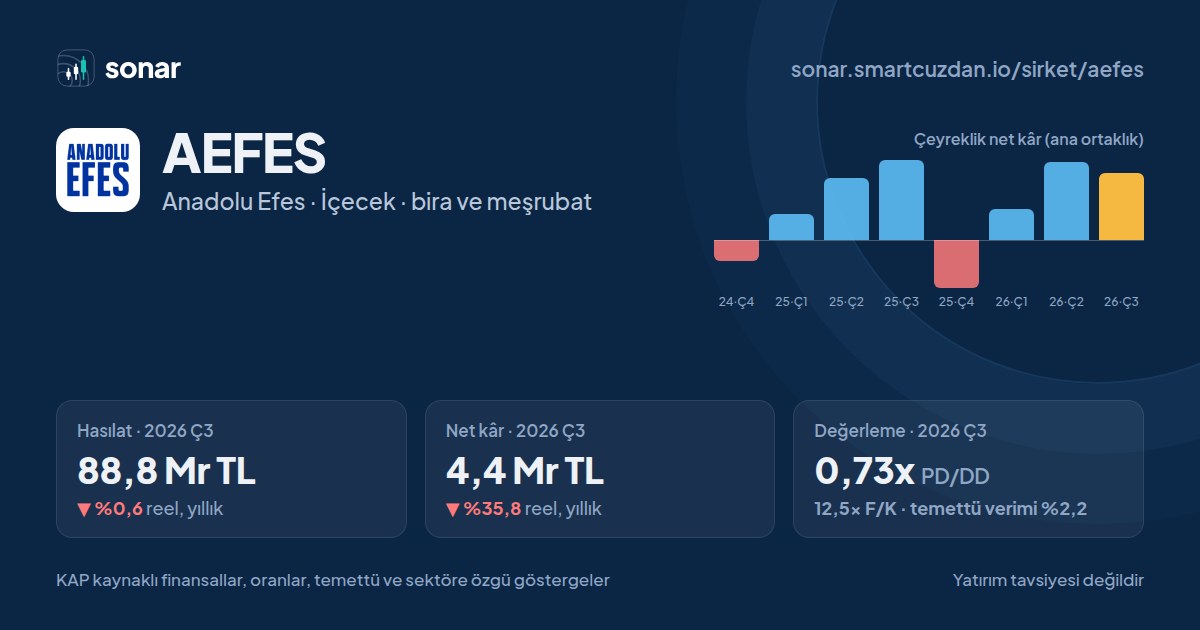 sonar
sonar.smartcuzdan.io/sirket/aefes
ANADOLU
EFES
AEFES
Anadolu Efes · İçecek · bira ve meşrubat
Çeyreklik net kâr (ana ortaklık)
24·Ç4 25·Ç1 25·Ç2 25·Ç3 25·Ç4 26·Ç1 26·Ç2 26·Ç3
Hasılat · 2026 Ç3
88,8 Mr TL
▼ %0,6 reel, yıllık
Net kâr · 2026 Ç3
4,4 Mr TL
▼ %35,8 reel, yıllık
Değerleme · 2026 Ç3
0,73x PD/DD
12,5× F/K · temettü verimi %2,2
KAP kaynaklı finansallar, oranlar, temettü ve sektöre özgü göstergeler
Yatırım tavsiyesi değildir